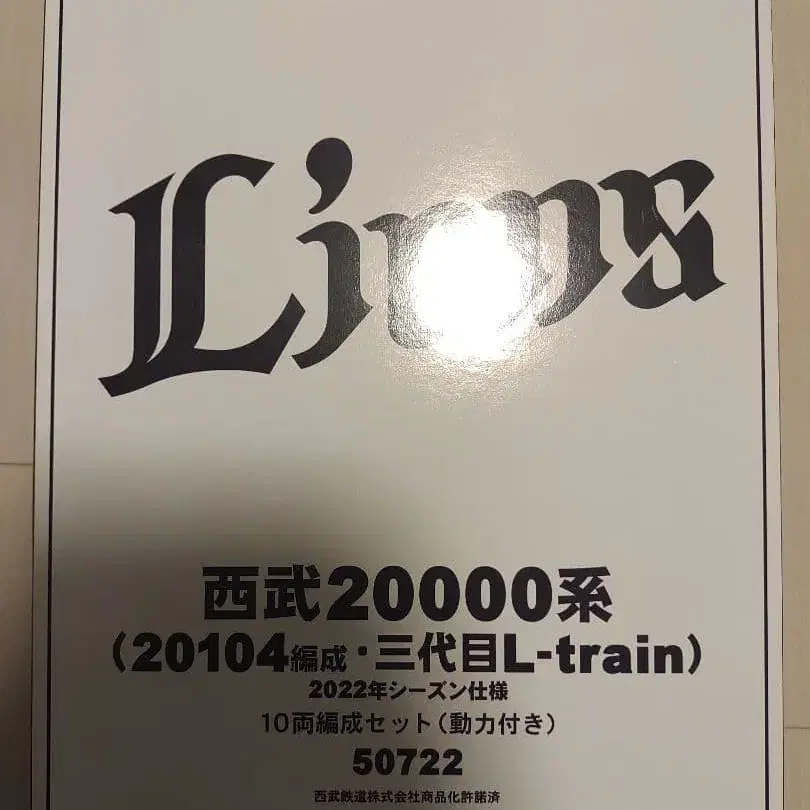 Lions
西武20000系
（20104編成・三代目L-train）
2022年シーズン仕様
10両編成セット（動力付き）
50722
西武鉄道株式会社商品化許諾済